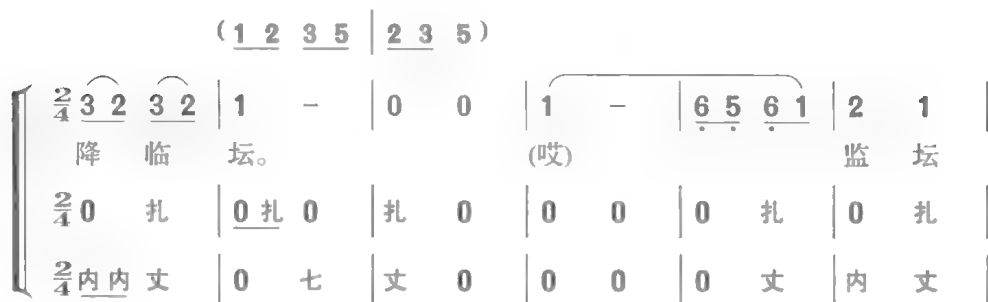 (1 2 3 5 | 2 3 5)
2/4 3 2 3 2 | 1 - | 0 0 | 1 - | 6 5 6 1 | 2 1 |
降 临 坛。 (哎) 监 坛
2/4 0 扎 | 0 扎 0 | 扎 0 | 0 0 | 0 扎 | 0 扎 |
2/4 内 内 丈 | 0 七 | 丈 0 | 0 0 | 0 丈 | 内 丈 |